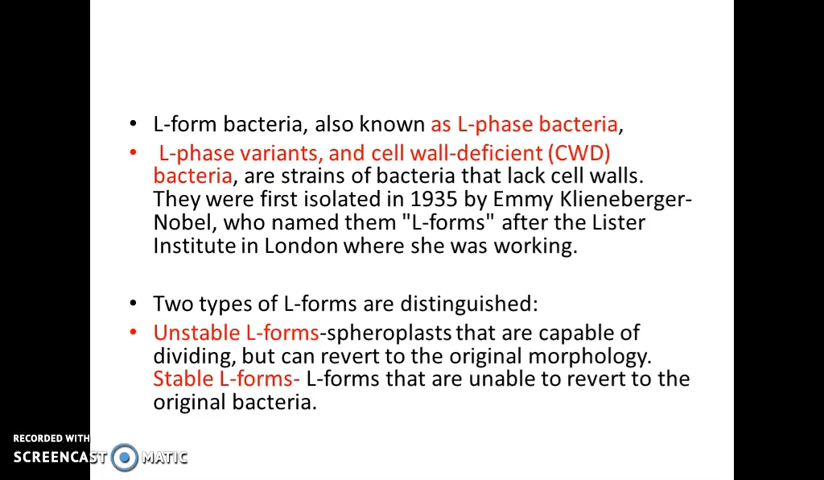 • L-form bacteria, also known as L-phase bacteria,
• L-phase variants, and cell wall-deficient (CWD)
bacteria, are strains of bacteria that lack cell walls.
They were first isolated in 1935 by Emmy Klieneberger-
Nobel, who named them "L-forms" after the Lister
Institute in London where she was working.
• Two types of L-forms are distinguished:
• Unstable L-forms-spheroplasts that are capable of
dividing, but can revert to the original morphology.
Stable L-forms- L-forms that are unable to revert to the
original bacteria.
RECORDED WITH
SCREENCAST MATIC